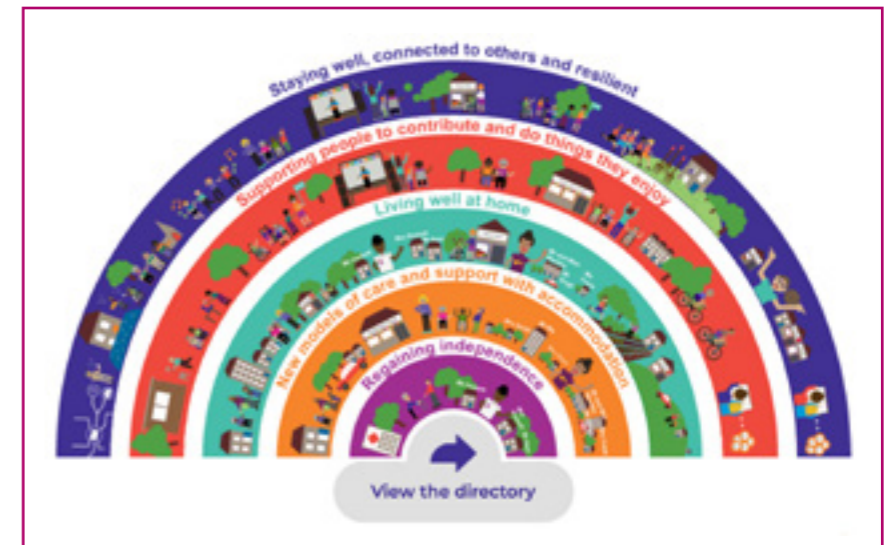 Staying well, connected to others and resilient
Supporting people to contribute and do things they enjoy
Living well at home
New models of care and support with accommodation
Regaining independence
View the directory